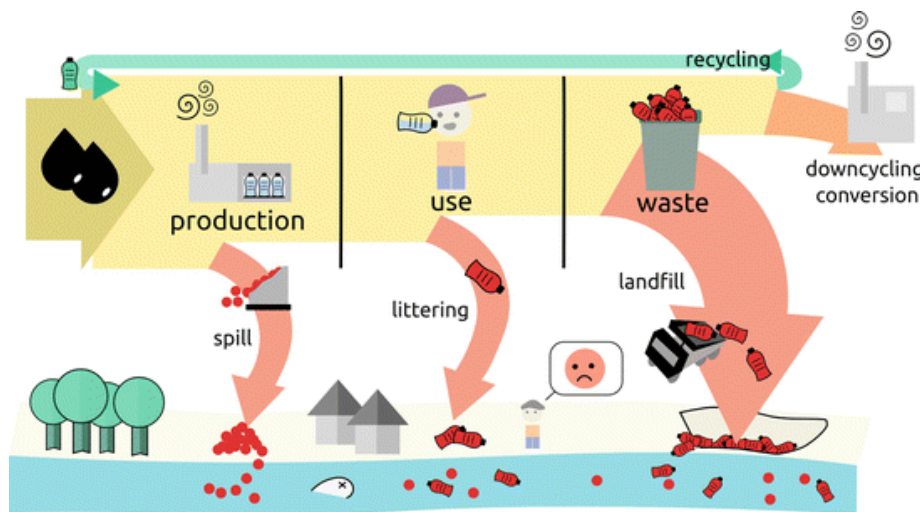 recycling
production
use
waste
downcycling
conversion
spill
littering
landfill